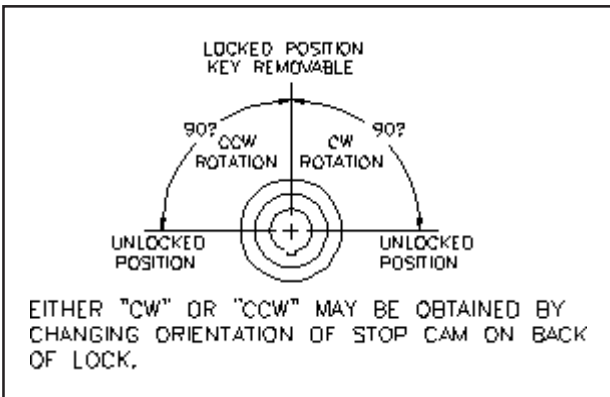 LOCKED POSITION
KEY REMOVABLE
90?
90?
CCW
ROTATION
CW
ROTATION
UNLOCKED
POSITION
UNLOCKED
POSITION
EITHER "CW" OR "CCW" MAY BE OBTAINED BY
CHANGING ORIENTATION OF STOP CAM ON BACK
OF LOCK.